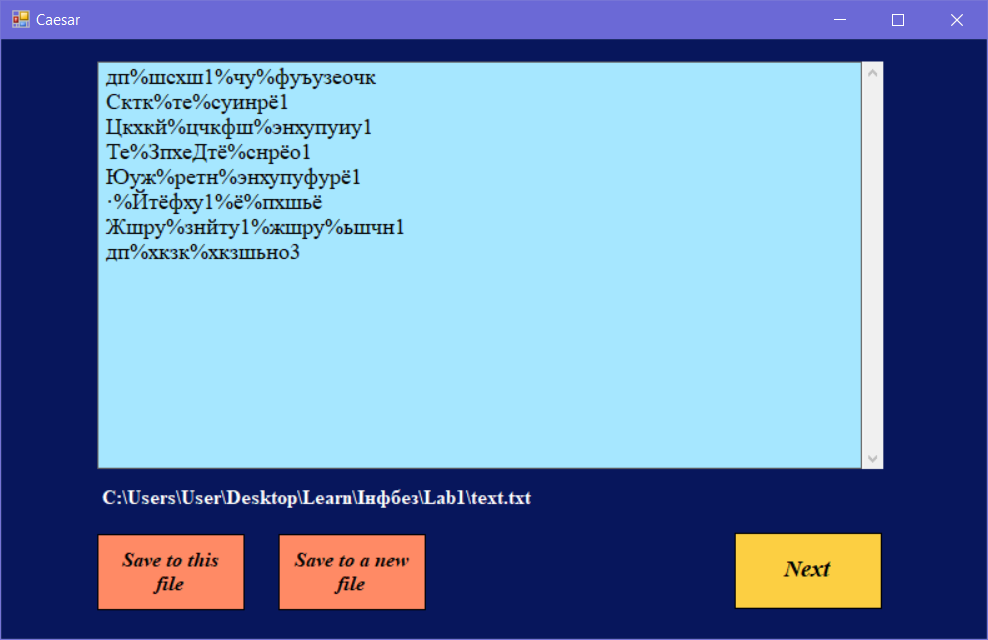 Caesar
дп%шсхш1%чу%фуъузеочк
Сктк%те%суинрё1
Цкхкй%цчкфш%энхупуиу1
Те%ЗпхеДтё%снрёо1
Юуж%ретн%энхупуфурё1
·%Йтёфху1%ё%пхшьё
Жшру%знйту1%жшру%ьшчн1
дп%хкзк%хкзшьно3
C:\Users\User\Desktop\Learn\Інфбез\Lab1\text.txt
Save to this
file
Save to a new
file
Next